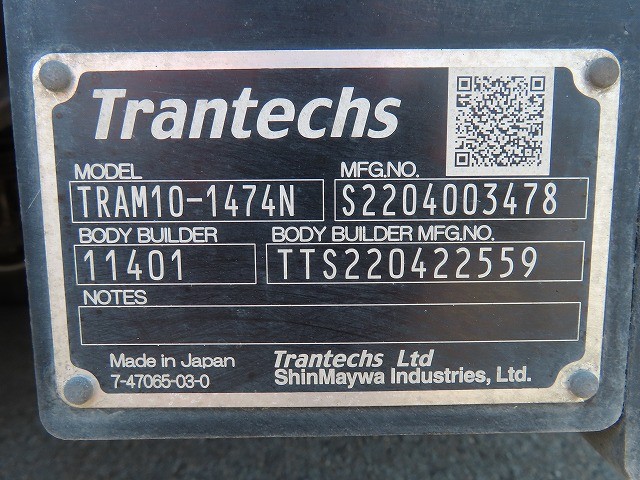 Trantechs
MODEL MFG.NO.
TRAM10-1474N S2204003478
BODY BUILDER BODY BUILDER MFG.NO.
11401 TTS220422559
NOTES
Made in Japan Trantechs Ltd
7-47065-03-0 ShinMaywa Industries, Ltd.